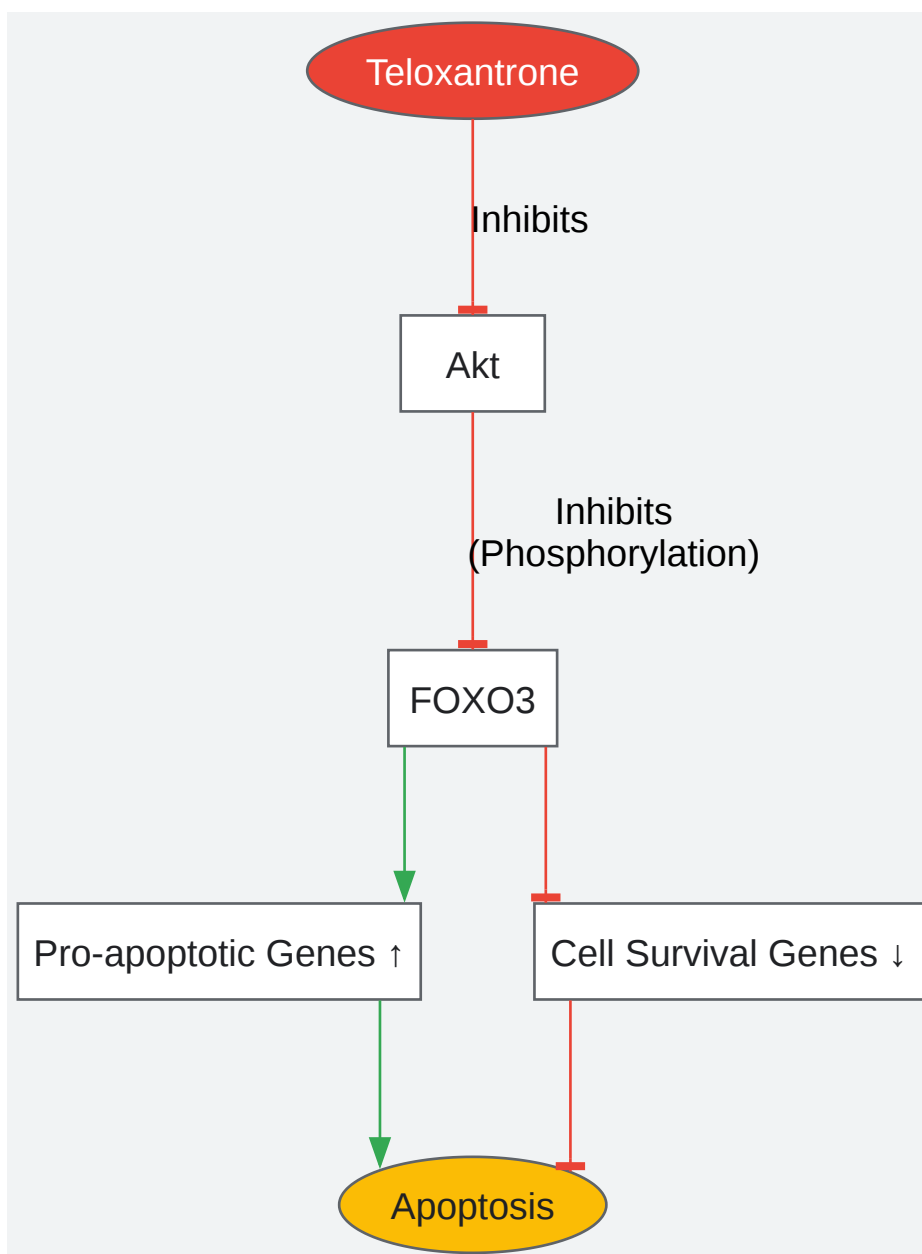 Teloxantrone
Inhibits
Akt
Inhibits
(Phosphorylation)
FOXO3
Pro-apoptotic Genes ↑
Cell Survival Genes ↓
Apoptosis